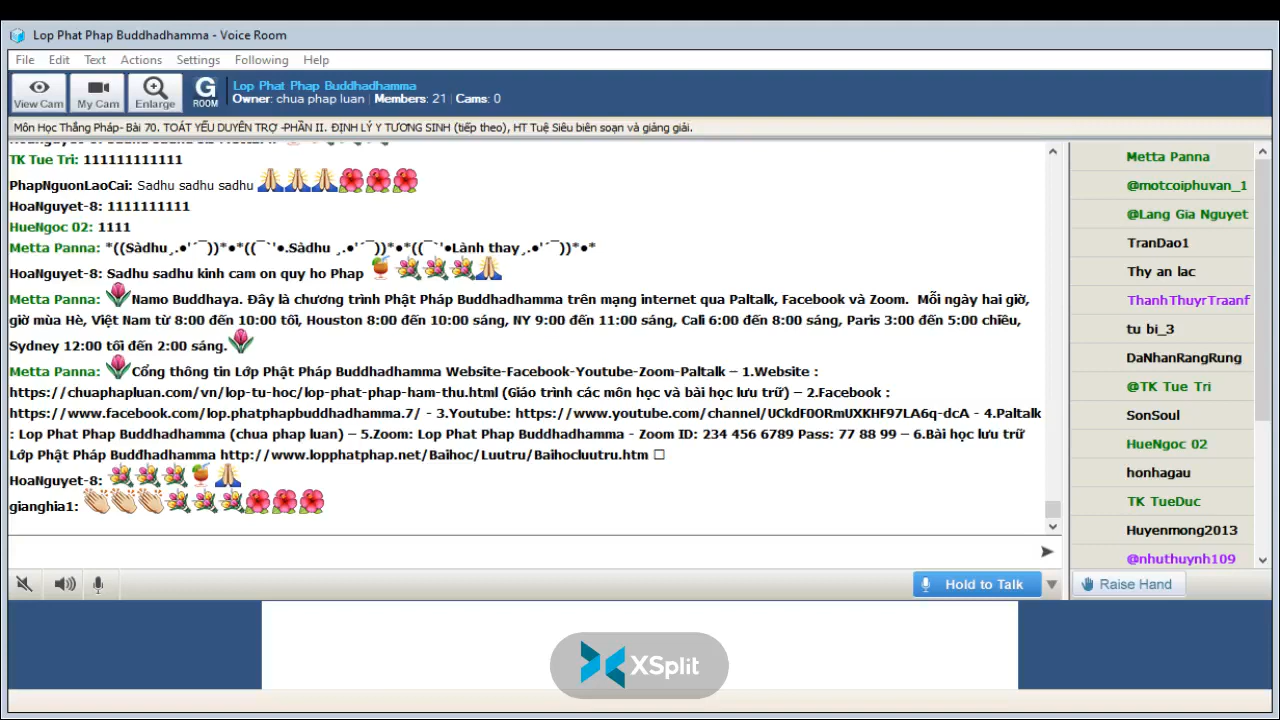 Lop Phat Phap Buddhadhamma - Voice Room
File Edit Text Actions Settings Following Help
View Cam My Cam Enlarge G ROOM
Lop Phat Phap Buddhadhamma
Owner: chua phap luan | Members: 21 | Cams: 0
Môn Học Thắng Pháp- Bài 70. TOÁT YẾU DUYÊN TRỢ -PHẦN II. ĐỊNH LÝ Y TƯƠNG SINH (tiếp theo), HT Tuệ Siêu biên soạn và giảng giải.
TK Tue Tri: 111111111111
PhapNguonLaoCai: Sadhu sadhu sadhu 🙏🙏🙏🌺🌺🌺
HoaNguyet-8: 1111111111
HueNgoc 02: 1111
Metta Panna: *((Sàdhu¸.●'´¯))*●*((¯`'●.Sàdhu ¸.●'´¯))*●*((¯`'●Lành thay¸.●'´¯))*●*
HoaNguyet-8: Sadhu sadhu kinh cam on quy ho Phap 🍹💐💐💐🙏
Metta Panna: 🌷Namo Buddhaya. Đây là chương trình Phật Pháp Buddhadhamma trên mạng internet qua Paltalk, Facebook và Zoom. Mỗi ngày hai giờ,
giờ mùa Hè, Việt Nam từ 8:00 đến 10:00 tối, Houston 8:00 đến 10:00 sáng, NY 9:00 đến 11:00 sáng, Cali 6:00 đến 8:00 sáng, Paris 3:00 đến 5:00 chiều,
Sydney 12:00 tối đến 2:00 sáng.🌷
Metta Panna: 🌷Cổng thông tin Lớp Phật Pháp Buddhadhamma Website-Facebook-Youtube-Zoom-Paltalk – 1.Website :
https://chuaphapluan.com/vn/lop-tu-hoc/lop-phat-phap-ham-thu.html (Giáo trình các môn học và bài học lưu trữ) – 2.Facebook :
https://www.facebook.com/lop.phatphapbuddhadhamma.7/ - 3.Youtube: https://www.youtube.com/channel/UCkdF0ORmUXKHF97LA6q-dcA - 4.Paltalk
: Lop Phat Phap Buddhadhamma (chua phap luan) – 5.Zoom: Lop Phat Phap Buddhadhamma - Zoom ID: 234 456 6789 Pass: 77 88 99 – 6.Bài học lưu trữ
Lớp Phật Pháp Buđdhadhamma http://www.lopphatphap.net/Baihoc/Luutru/Baihocluutru.htm □
HoaNguyet-8: 💐💐💐🍹🙏
gianghia1: 👏👏👏💐💐💐🌺🌺🌺
Hold to Talk
Metta Panna
@motcoiphuvan_1
@Lang Gia Nguyet
TranDao1
Thy an lac
ThanhThuyrTraanf
tu bi_3
DaNhanRangRung
@TK Tue Tri
SonSoul
HueNgoc 02
honhagau
TK TueDuc
Huyenmong2013
@nhuthuynh109
Raise Hand
XSplit